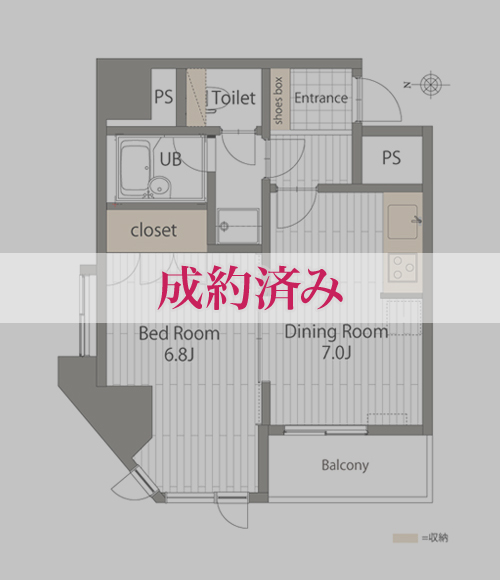 PS
Toilet
shoes box
Entrance
N
UB
PS
closet
成約済み
Bed Room
6.8J
Dining Room
7.0J
Balcony
=収納